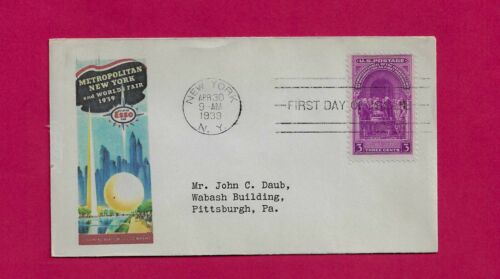 METROPOLITAN
NEW YORK
and WORLD'S FAIR
1939
Esso
NEW YORK
APR 30
9-AM
1939
N.Y.
FIRST DAY OF
U.S. POSTAGE
3 THREE CENTS 3
Mr. John C. Daub,
Wabash Building,
Pittsburgh, Pa.